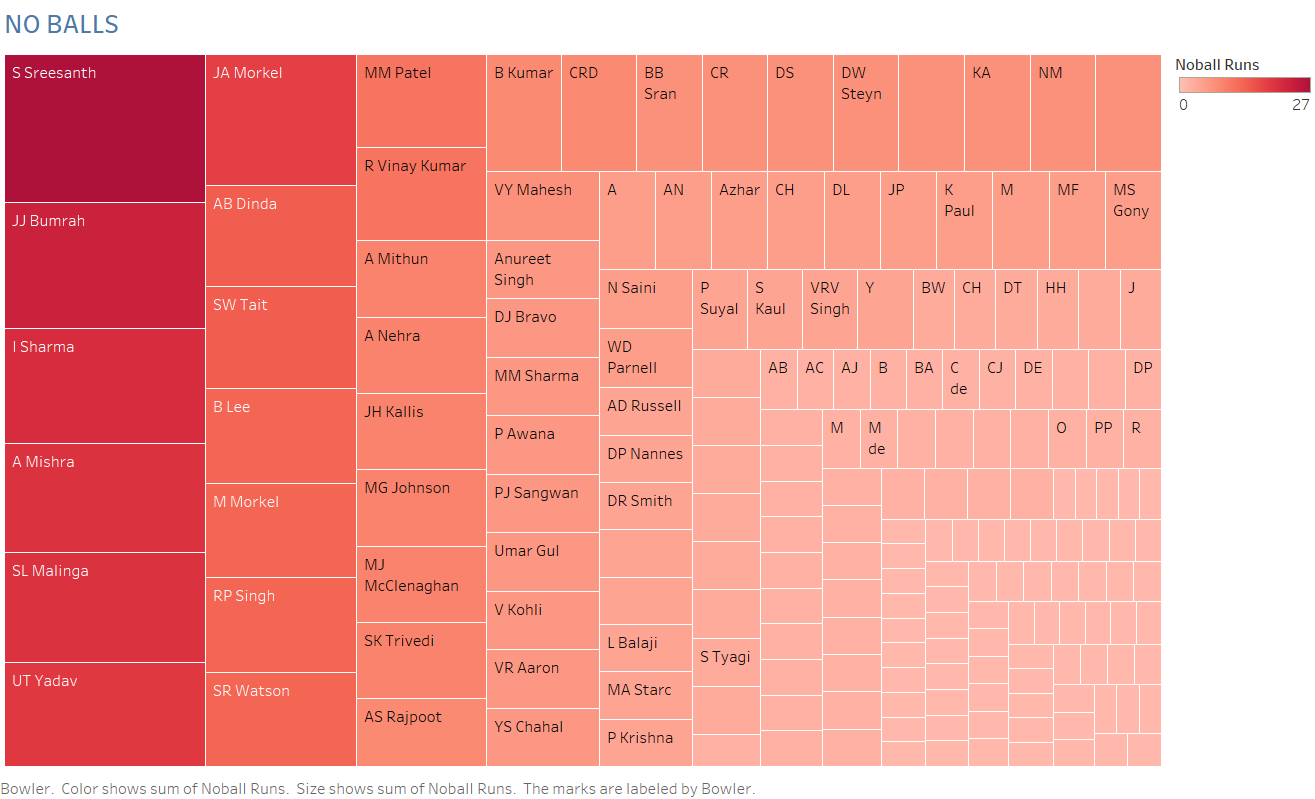 NO BALLS
S Sreesanth
JJ Bumrah
I Sharma
A Mishra
SL Malinga
UT Yadav
JA Morkel
AB Dinda
SW Tait
B Lee
M Morkel
RP Singh
SR Watson
MM Patel
R Vinay Kumar
A Mithun
A Nehra
JH Kallis
MG Johnson
MJ
McClenaghan
SK Trivedi
AS Rajpoot
B Kumar
CRD
BB
Sran
CR
DS
DW
Steyn
KA
NM
VY Mahesh
Anureet
Singh
DJ Bravo
MM Sharma
P Awana
PJ Sangwan
Umar Gul
V Kohli
VR Aaron
YS Chahal
A
AN
Azhar
CH
DL
JP
K
Paul
M
MF
MS
Gony
N Saini
WD
Parnell
AD Russell
DP Nannes
DR Smith
L Balaji
MA Starc
P Krishna
P
Suyal
S
Kaul
VRV
Singh
Y
BW
CH
DT
HH
J
S Tyagi
AB
AC
AJ
B
BA
C
de
CJ
DE
DP
M
M
de
O
PP
R
Noball Runs
0
27
Bowler. Color shows sum of Noball Runs. Size shows sum of Noball Runs. The marks are labeled by Bowler.